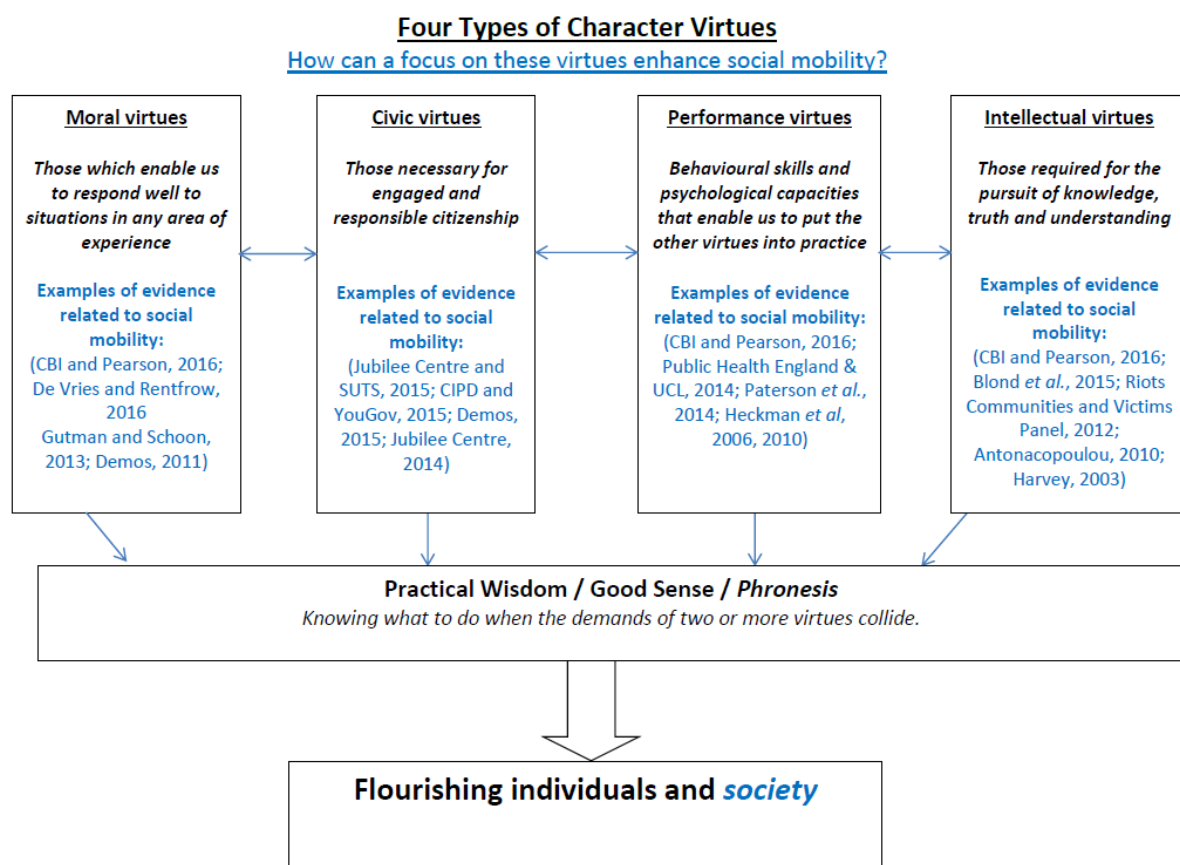 Four Types of Character Virtues
How can a focus on these virtues enhance social mobility?
Moral virtues
Those which enable us
to respond well to
situations in any area of
experience
Examples of evidence
related to social
mobility:
(CBI and Pearson, 2016;
De Vries and Rentfrow,
2016
Gutman and Schoon,
2013; Demos, 2011)
Civic virtues
Those necessary for
engaged and
responsible citizenship
Examples of evidence
related to social
mobility:
(Jubilee Centre and
SUTS, 2015; CIPD and
YouGov, 2015; Demos,
2015; Jubilee Centre,
2014)
Performance virtues
Behavioural skills and
psychological capacities
that enable us to put the
other virtues into practice
Examples of evidence
related to social mobility:
(CBI and Pearson, 2016;
Public Health England &
UCL, 2014; Paterson et al.,
2014; Heckman et al,
2006, 2010)
Intellectual virtues
Those required for the
pursuit of knowledge,
truth and understanding
Examples of evidence
related to social
mobility:
(CBI and Pearson, 2016;
Blond et al., 2015; Riots
Communities and Victims
Panel, 2012;
Antonacopoulou, 2010;
Harvey, 2003)
Practical Wisdom / Good Sense / Phronesis
Knowing what to do when the demands of two or more virtues collide.
Flourishing individuals and society